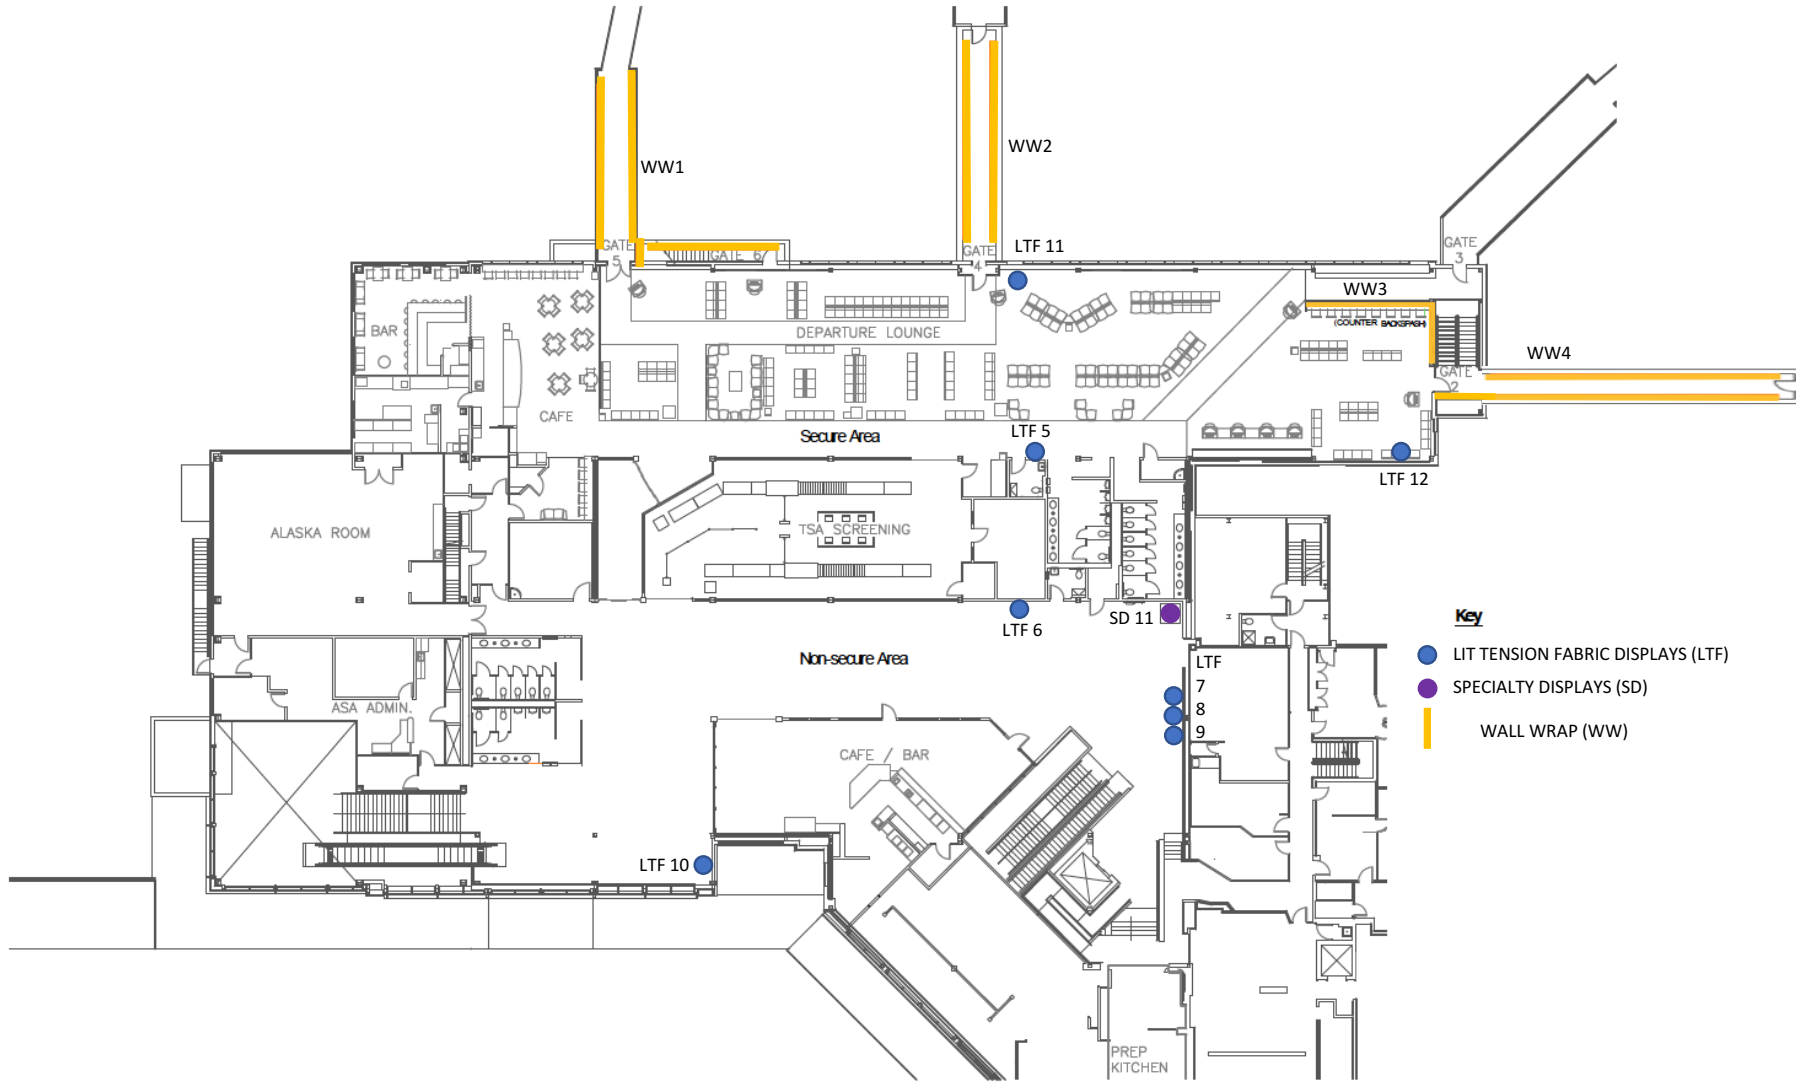 WW1
WW2
GATE
5
GATE 6
GATE
4
LTF 11
GATE
3
WW3
(COUNTER BACKSPASH)
WW4
GATE
2
BAR
DEPARTURE LOUNGE
CAFE
Secure Area
LTF 5
LTF 12
ALASKA ROOM
TSA SCREENING
LTF 6
SD 11
Non-secure Area
LTF
7
8
9
ASA ADMIN.
CAFE / BAR
LTF 10
PREP
KITCHEN
Key
LIT TENSION FABRIC DISPLAYS (LTF)
SPECIALTY DISPLAYS (SD)
WALL WRAP (WW)